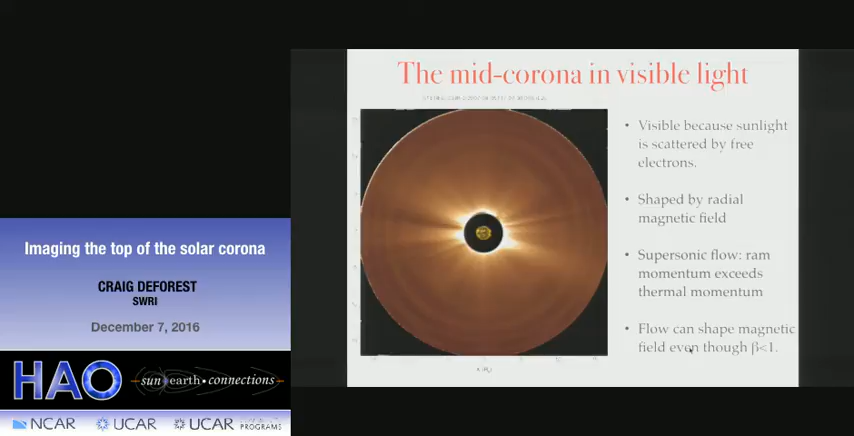 The mid-corona in visible light
• Visible because sunlight
is scattered by free
electrons.
• Shaped by radial
magnetic field
• Supersonic flow: ram
momentum exceeds
thermal momentum
• Flow can shape magnetic
field even though β<1.
Imaging the top of the solar corona
CRAIG DEFOREST
SWRI
December 7, 2016
HAO
sun earth • connections
NCAR
UCAR
UCAR
PROGRAMS